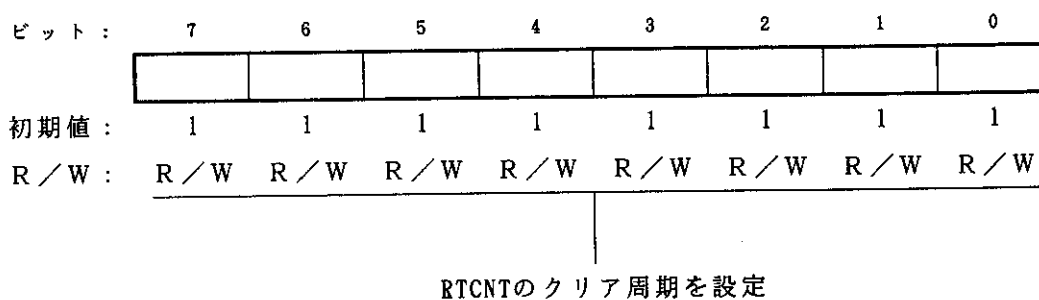 ビット： 7 6 5 4 3 2 1 0
初期値： 1 1 1 1 1 1 1 1
R／W： R／W R／W R／W R／W R／W R／W R／W R／W
RTCNTのクリア周期を設定